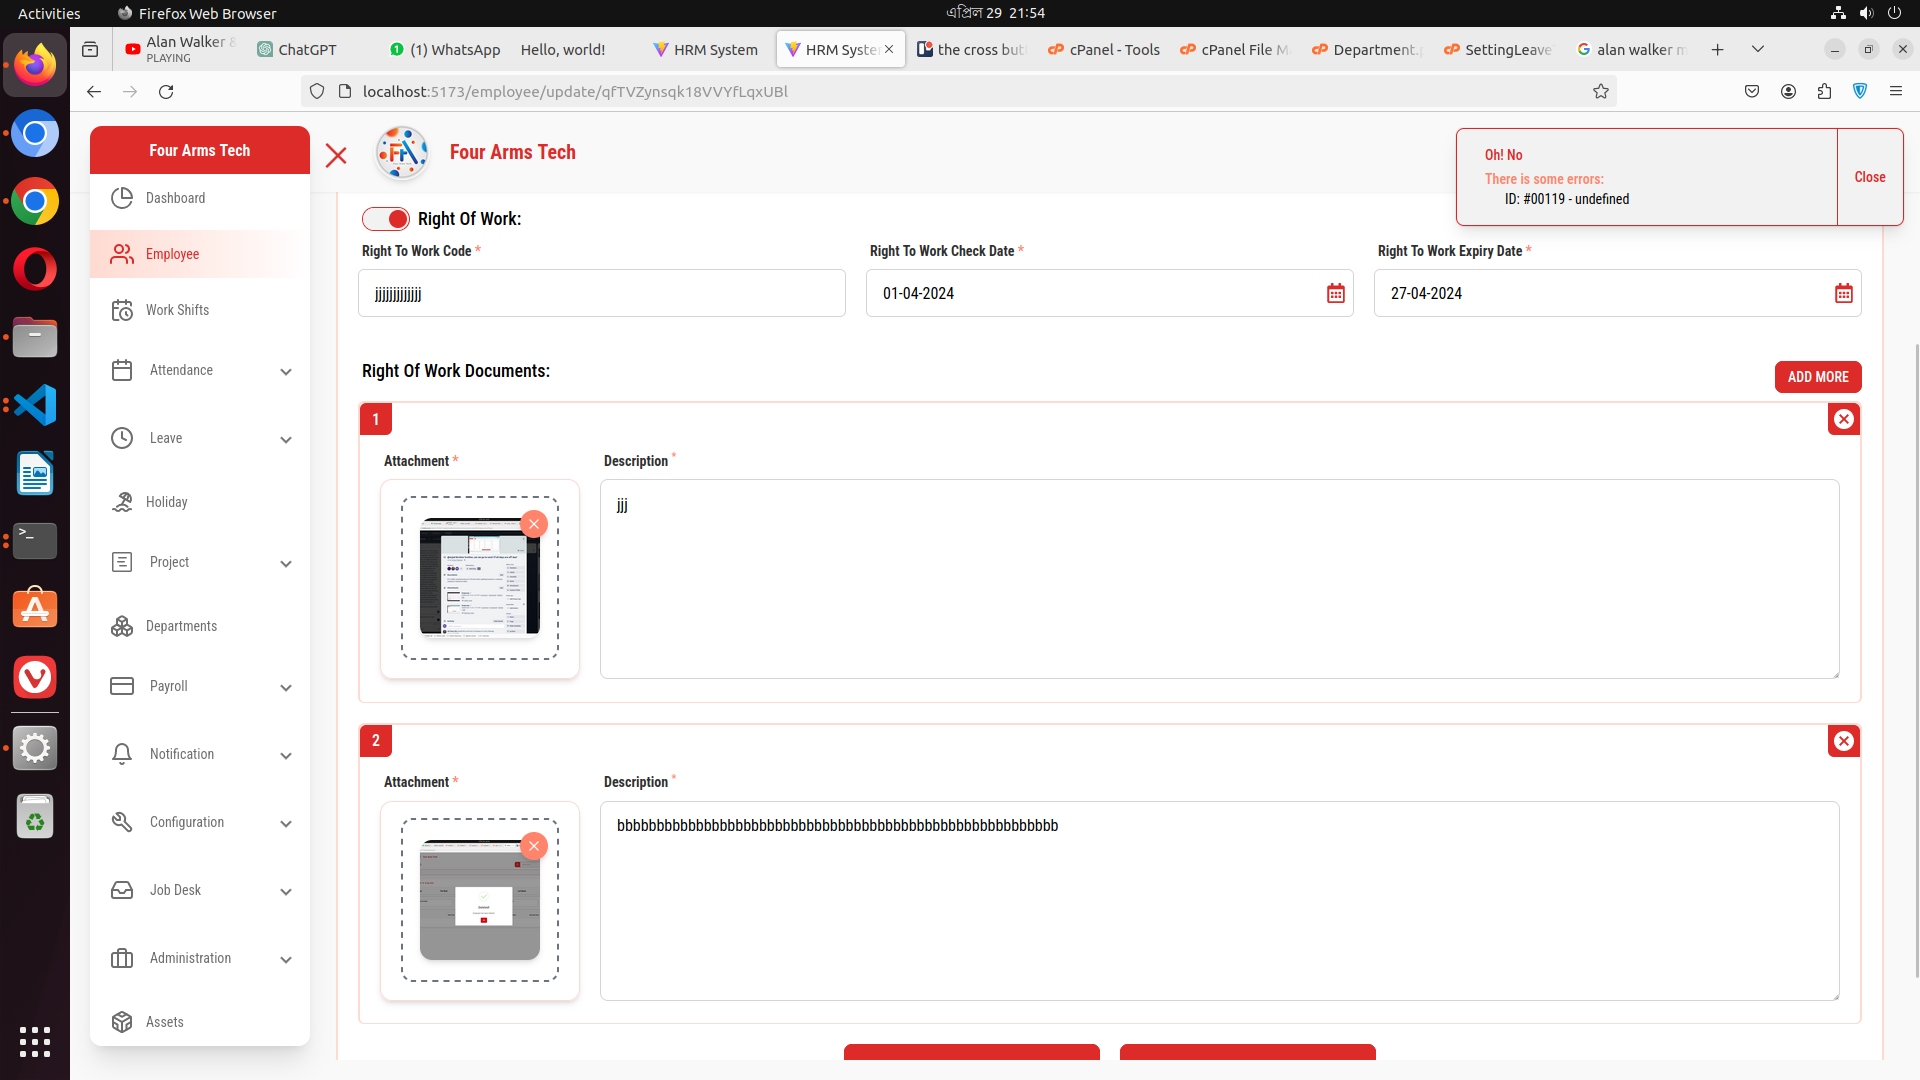 Activities
Firefox Web Browser
এপ্রিল 29 21:54
Alan Walker &
PLAYING
ChatGPT
(1) WhatsApp
Hello, world!
HRM System
HRM Syste
the cross but
cPanel - Tools
cPanel File M
Department.p
SettingLeave
alan walker m
localhost:5173/employee/update/qfTVZynsqk18VVYfLqxUBl
Four Arms Tech
Dashboard
Employee
Work Shifts
Attendance
Leave
Holiday
Project
Departments
Payroll
Notification
Configuration
Job Desk
Administration
Assets
Four Arms Tech
Oh! No
There is some errors:
ID: #00119 - undefined
Close
Right Of Work:
Right To Work Code *
Right To Work Check Date *
Right To Work Expiry Date *
jjjjjjjjjjjjj
01-04-2024
27-04-2024
Right Of Work Documents:
ADD MORE
1
Attachment *
Description *
jjj
2
Attachment *
Description *